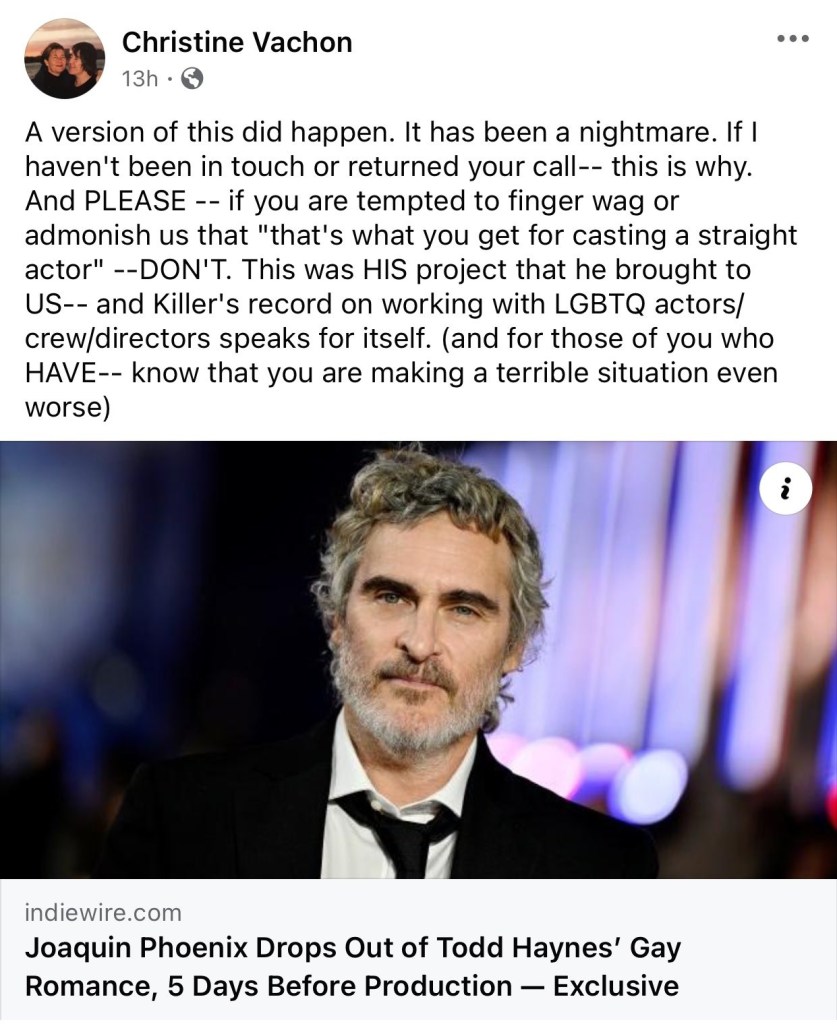 Christine Vachon
13h ·
A version of this did happen. It has been a nightmare. If I
haven't been in touch or returned your call-- this is why.
And PLEASE -- if you are tempted to finger wag or
admonish us that "that's what you get for casting a straight
actor" --DON'T. This was HIS project that he brought to
US-- and Killer's record on working with LGBTQ actors/
crew/directors speaks for itself. (and for those of you who
HAVE-- know that you are making a terrible situation even
worse)
i
indiewire.com
Joaquin Phoenix Drops Out of Todd Haynes’ Gay
Romance, 5 Days Before Production — Exclusive